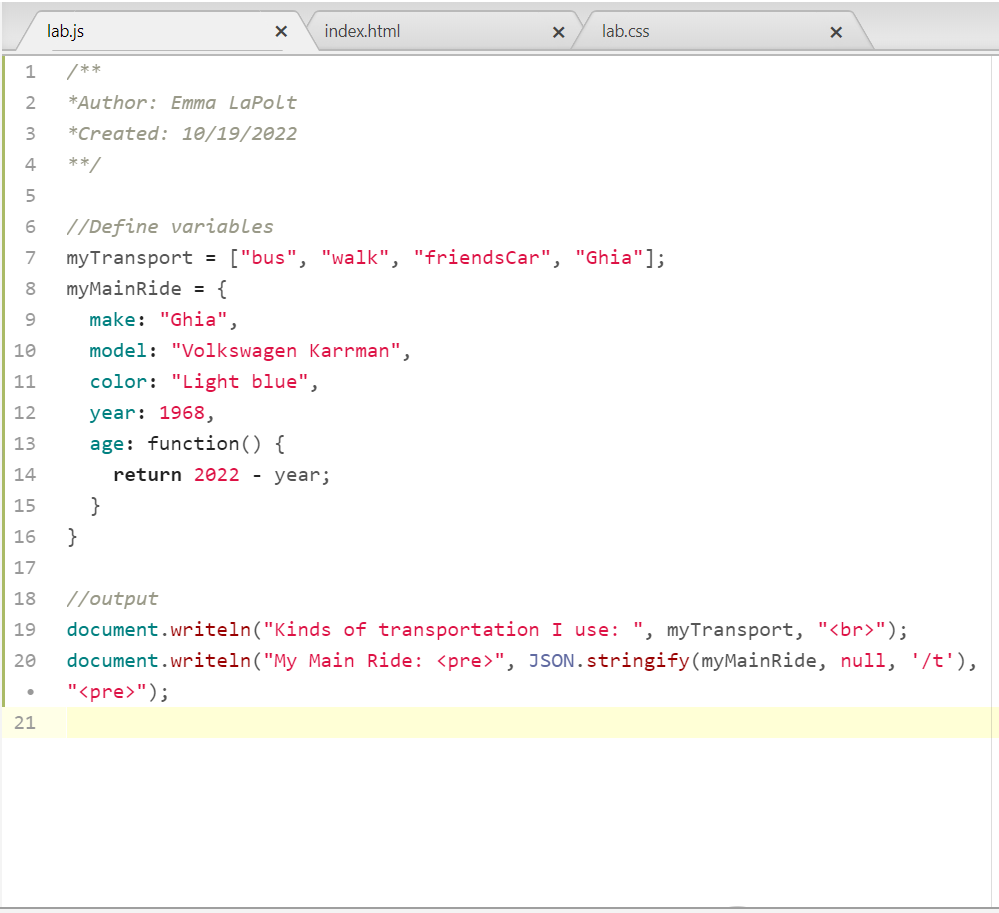 lab.js × index.html × lab.css ×
1 /**
2 *Author: Emma LaPolt
3 *Created: 10/19/2022
4 **/
5
6 //Define variables
7 myTransport = ["bus", "walk", "friendsCar", "Ghia"];
8 myMainRide = {
9   make: "Ghia",
10   model: "Volkswagen Karrman",
11   color: "Light blue",
12   year: 1968,
13   age: function() {
14     return 2022 - year;
15   }
16 }
17
18 //output
19 document.writeln("Kinds of transportation I use: ", myTransport, "<br>");
20 document.writeln("My Main Ride: <pre>", JSON.stringify(myMainRide, null, '/t'),
• "<pre>");
21